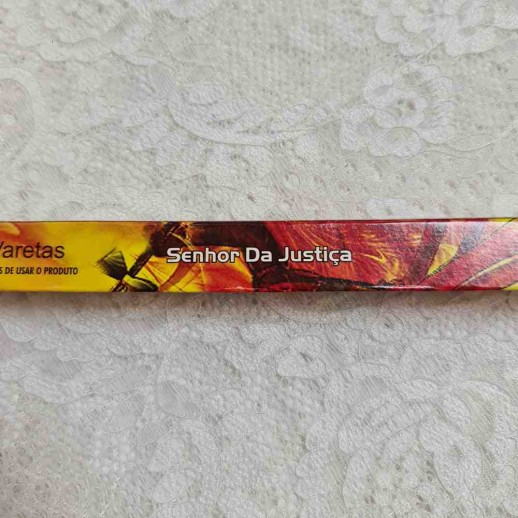 Varetas
S DE USAR O PRODUTO
Senhor Da Justiça